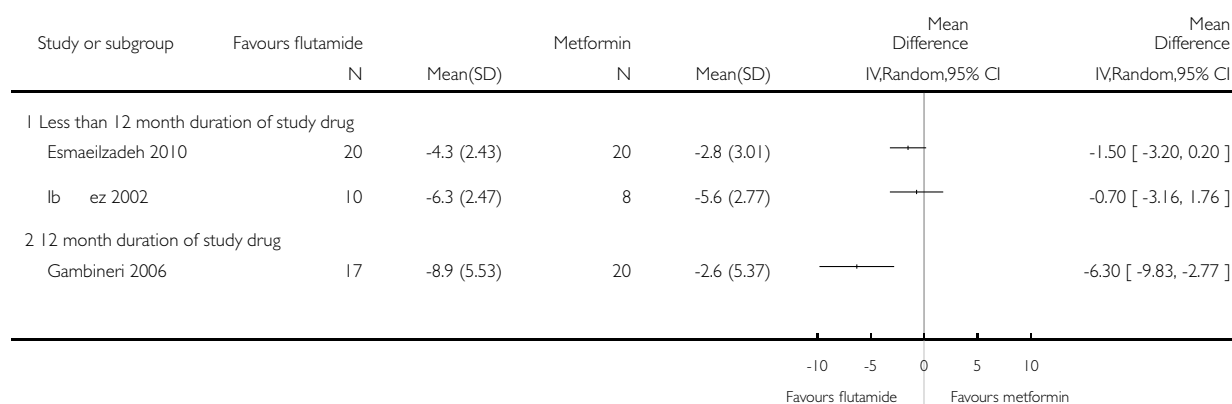 Study or subgroup Favours flutamide Metformin Mean Difference Mean Difference
N Mean(SD) N Mean(SD) IV,Random,95% CI IV,Random,95% CI
1 Less than 12 month duration of study drug
Esmaeilzadeh 2010 20 -4.3 (2.43) 20 -2.8 (3.01) -1.50 [ -3.20, 0.20 ]
Ib ez 2002 10 -6.3 (2.47) 8 -5.6 (2.77) -0.70 [ -3.16, 1.76 ]
2 12 month duration of study drug
Gambineri 2006 17 -8.9 (5.53) 20 -2.6 (5.37) -6.30 [ -9.83, -2.77 ]
-10 -5 0 5 10
Favours flutamide Favours metformin